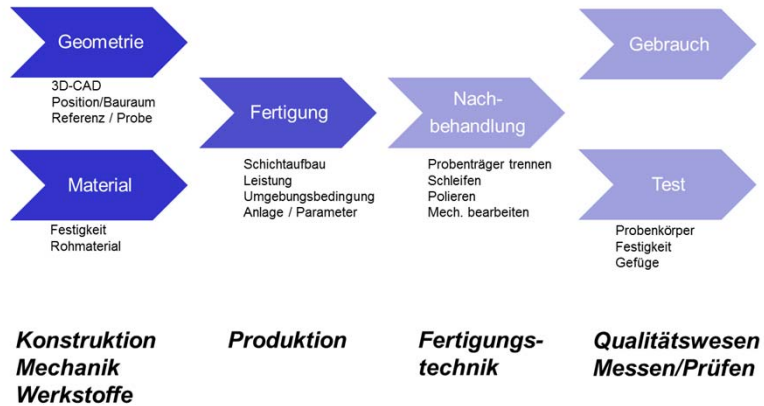 Geometrie
3D-CAD
Position/Bauraum
Referenz / Probe
Material
Festigkeit
Rohmaterial
Fertigung
Schichtaufbau
Leistung
Umgebungsbedingung
Anlage / Parameter
Nach-
behandlung
Probenträger trennen
Schleifen
Polieren
Mech. bearbeiten
Gebrauch
Test
Probenkörper
Festigkeit
Gefüge
Konstruktion
Mechanik
Werkstoffe
Produktion
Fertigungs-
technik
Qualitätswesen
Messen/Prüfen